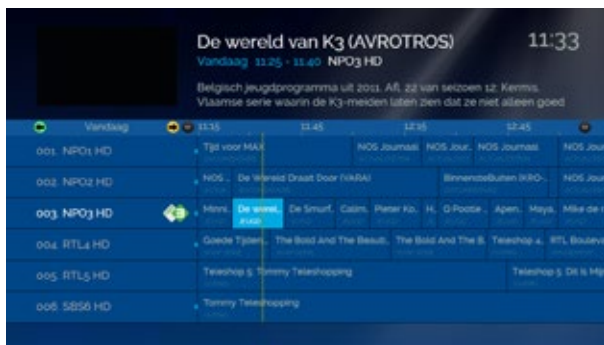 De wereld van K3 (AVROTROS)
11:33
Vandaag 11:25 - 11:40 NPO3 HD
Belgisch jeugdprogramma uit 2011. Afl. 22 van seizoen 12: Kermis.
Vlaamse serie waarin de K3-meiden laten zien dat ze niet alleen goed
Vandaag 11:15 11:45 12:15 12:45
001. NPO1 HD Tijd voor MAX NOS Journaal NOS Jour.. NOS Journaal NOS Jou
002. NPO2 HD NOS .. De Wereld Draait Door (VARA) BinnensteBuiten (KRO-.. NOS Jou
003. NPO3 HD Minni.. De werel.. De Smurf.. Calim.. Pieter Ko.. H.. O Pootie .. Apen.. Maya.. Mike de r
JEUGD
004. RTL4 HD Goede Tijden.. The Bold And The Beauti.. The Bold And The B.. Teleshop 4.. RTL Bouleva
005. RTL5 HD Teleshop 5: Tommy Teleshopping Teleshop 5: Dit Is Mijn
006. SBS6 HD Tommy Teleshopping